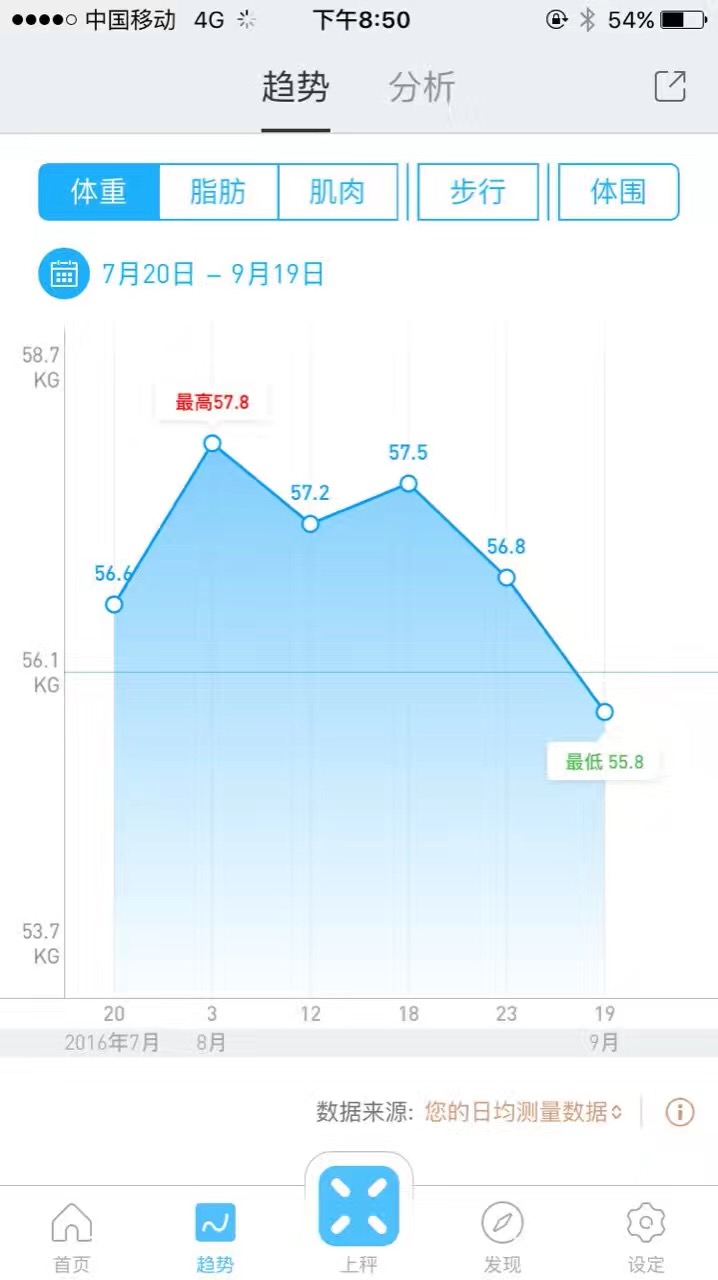 中国移动 4G 下午8:50 54%
趋势 分析
体重 脂肪 肌肉 步行 体围
7月20日 – 9月19日
58.7
KG
最高57.8
57.5
57.2
56.8
56.6
56.1
KG
最低 55.8
53.7
KG
20 3 12 18 23 19
2016年7月 8月 9月
数据来源: 您的日均测量数据
首页 趋势 上秤 发现 设定